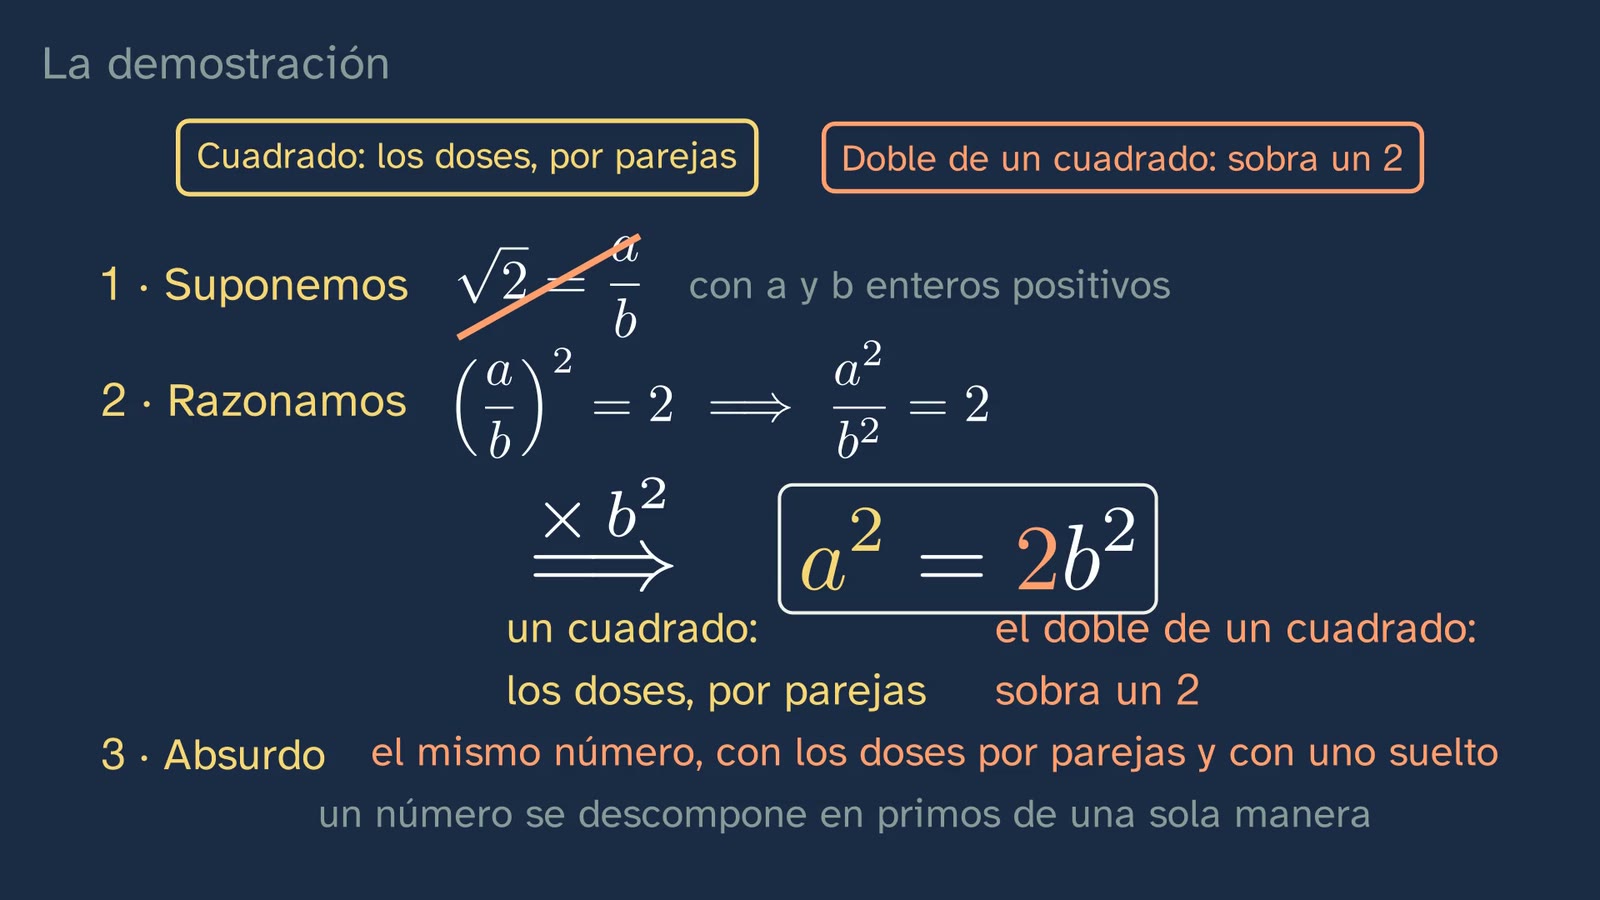 La demostración
Cuadrado: los doses, por parejas
Doble de un cuadrado: sobra un 2
1 · Suponemos √2 = a/b con a y b enteros positivos
2 · Razonamos (a/b)² = 2 ⟹ a²/b² = 2
× b² ⟹ a² = 2b²
un cuadrado: el doble de un cuadrado:
los doses, por parejas sobra un 2
3 · Absurdo el mismo número, con los doses por parejas y con uno suelto
un número se descompone en primos de una sola manera